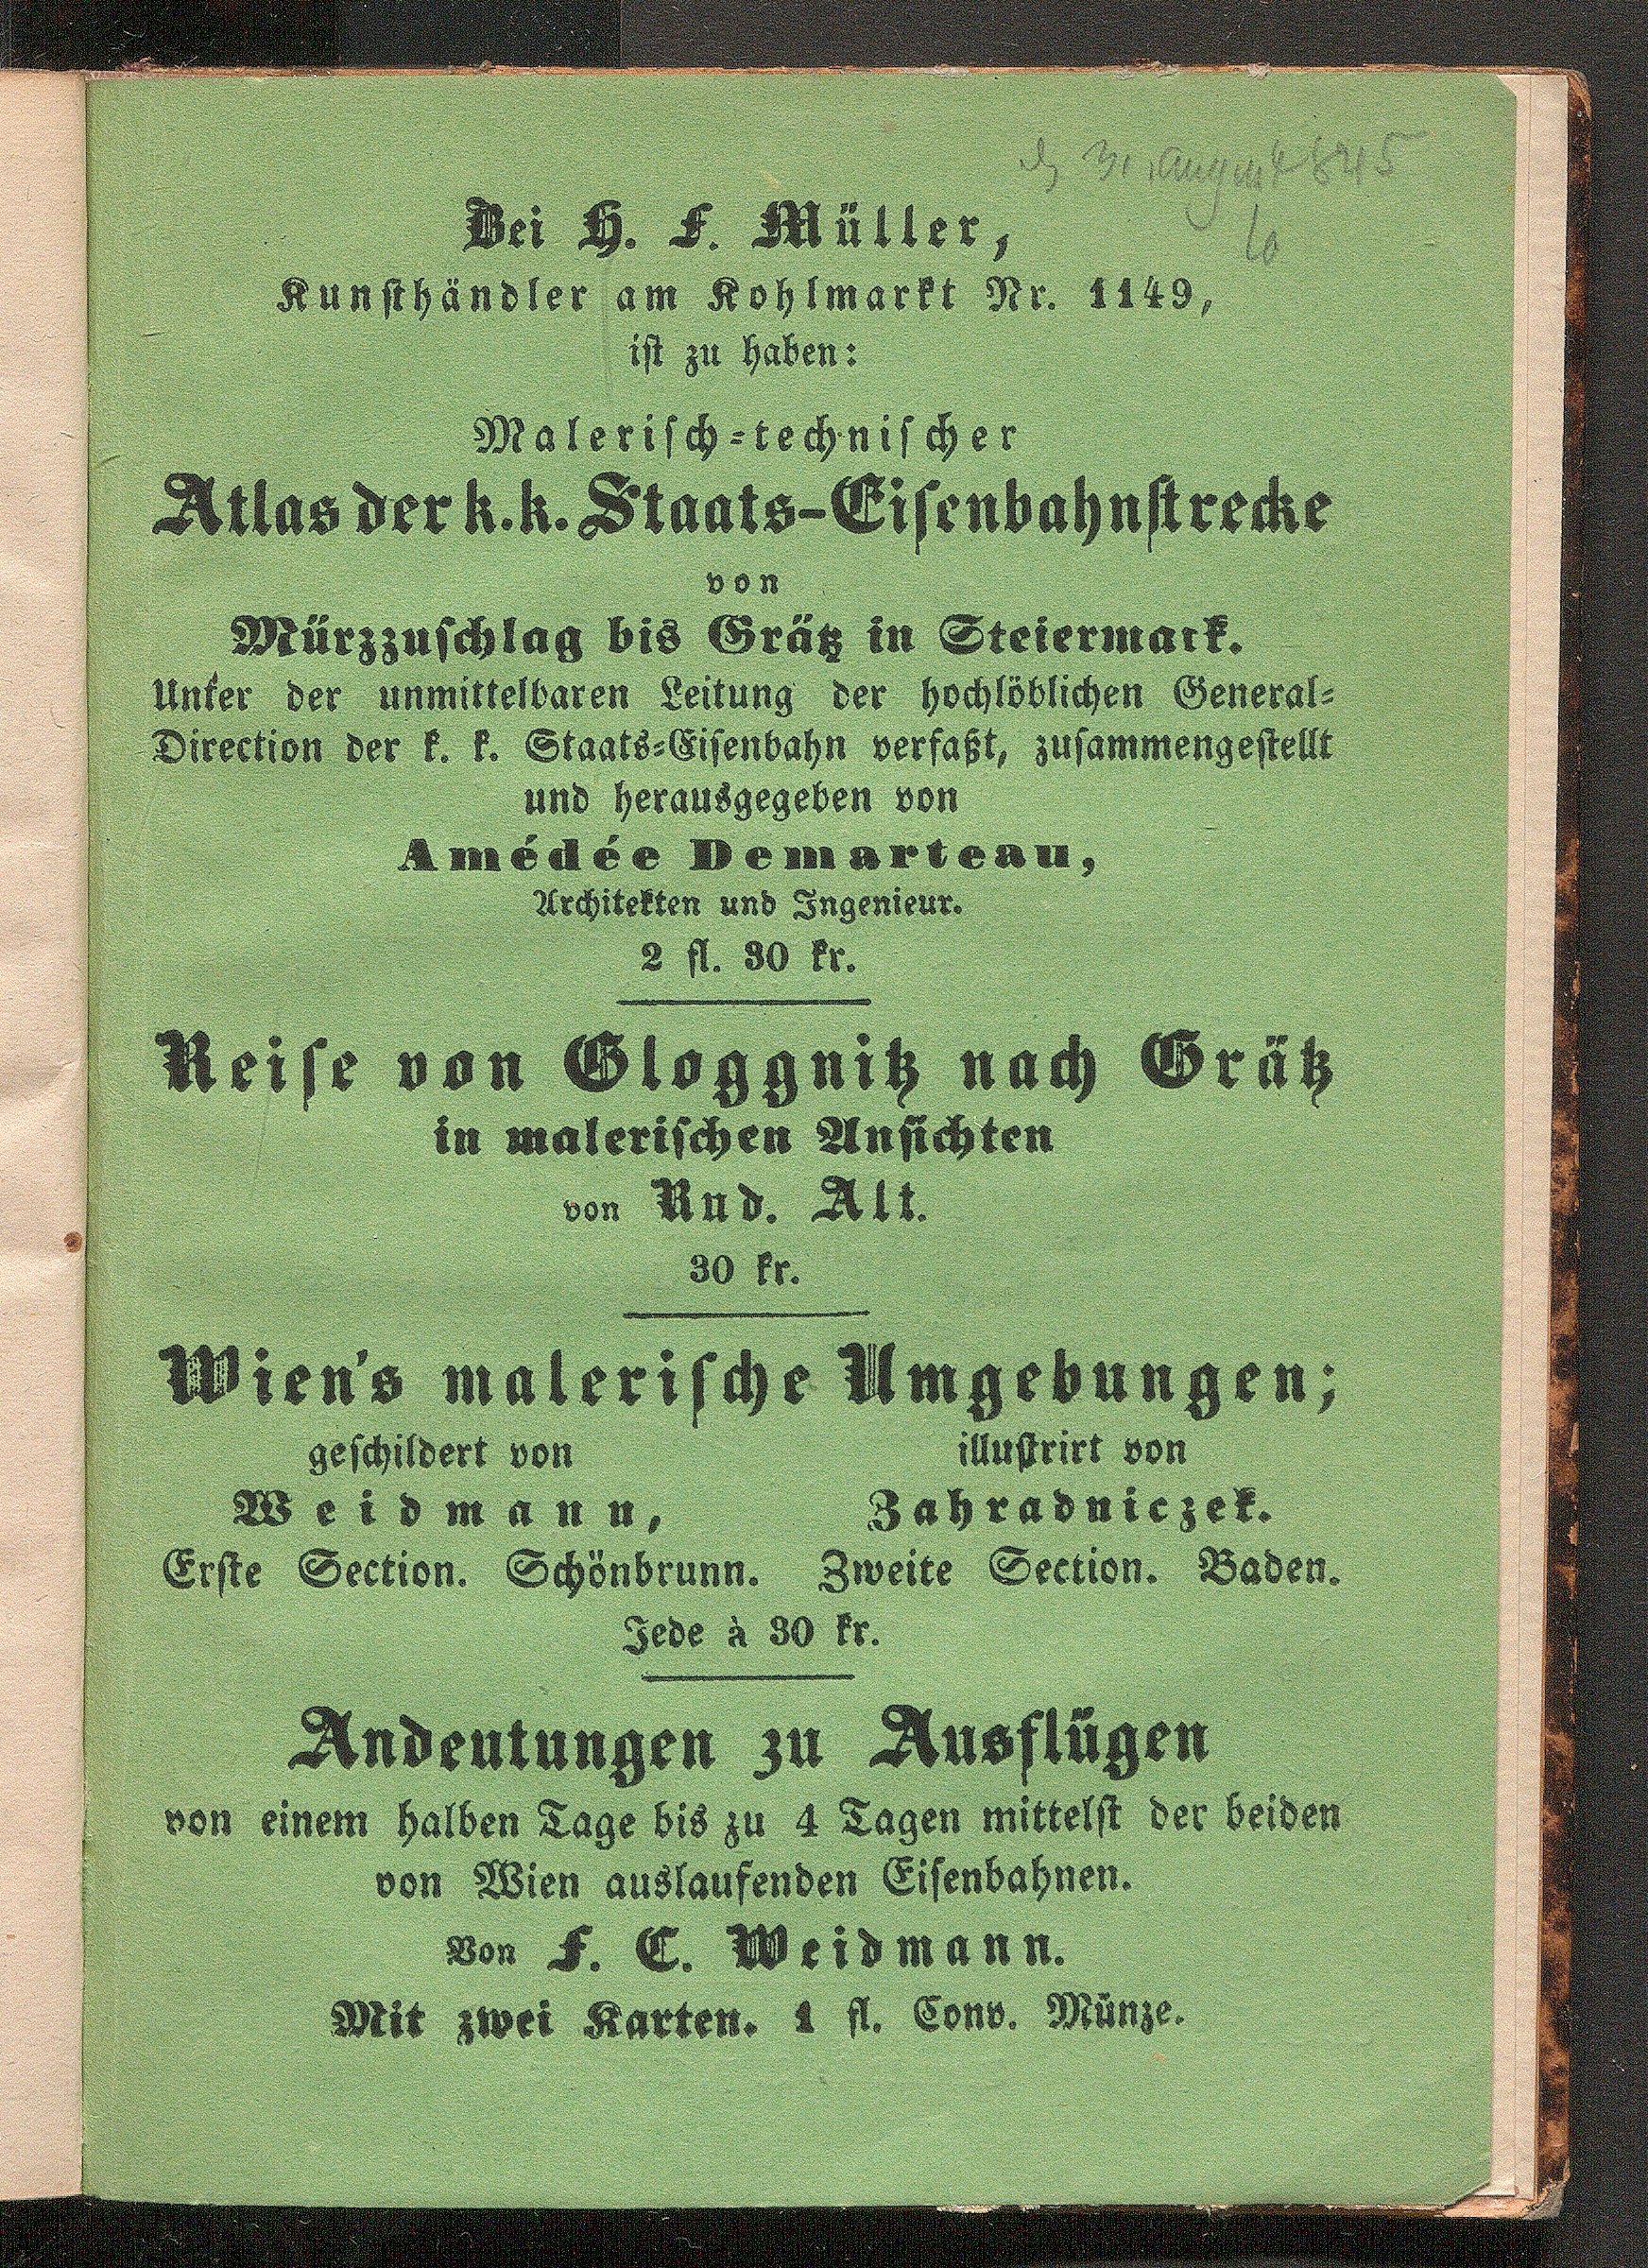 31. August 845
Bei H. F. Müller,
Kunsthändler am Kohlmarkt Nr. 1149,
ist zu haben:
Malerisch-technischer
Atlas der k. k. Staats-Eisenbahnstrecke
von
Mürzzuschlag bis Grätz in Steiermark.
Unter der unmittelbaren Leitung der hochlöblichen General-
Direction der k. k. Staats-Eisenbahn verfaßt, zusammengestellt
und herausgegeben von
Amédée Demarteau,
Architekten und Ingenieur.
2 fl. 30 kr.
Reise von Gloggnitz nach Grätz
in malerischen Ansichten
von Rud. Alt.
30 kr.
Wien's malerische Umgebungen;
geschildert von illustrirt von
Weidmann, Zahradniczek.
Erste Section. Schönbrunn. Zweite Section. Baden.
Jede à 30 kr.
Andeutungen zu Ausflügen
von einem halben Tage bis zu 4 Tagen mittelst der beiden
von Wien auslaufenden Eisenbahnen.
Von F. C. Weidmann.
Mit zwei Karten. 1 fl. Conv. Münze.